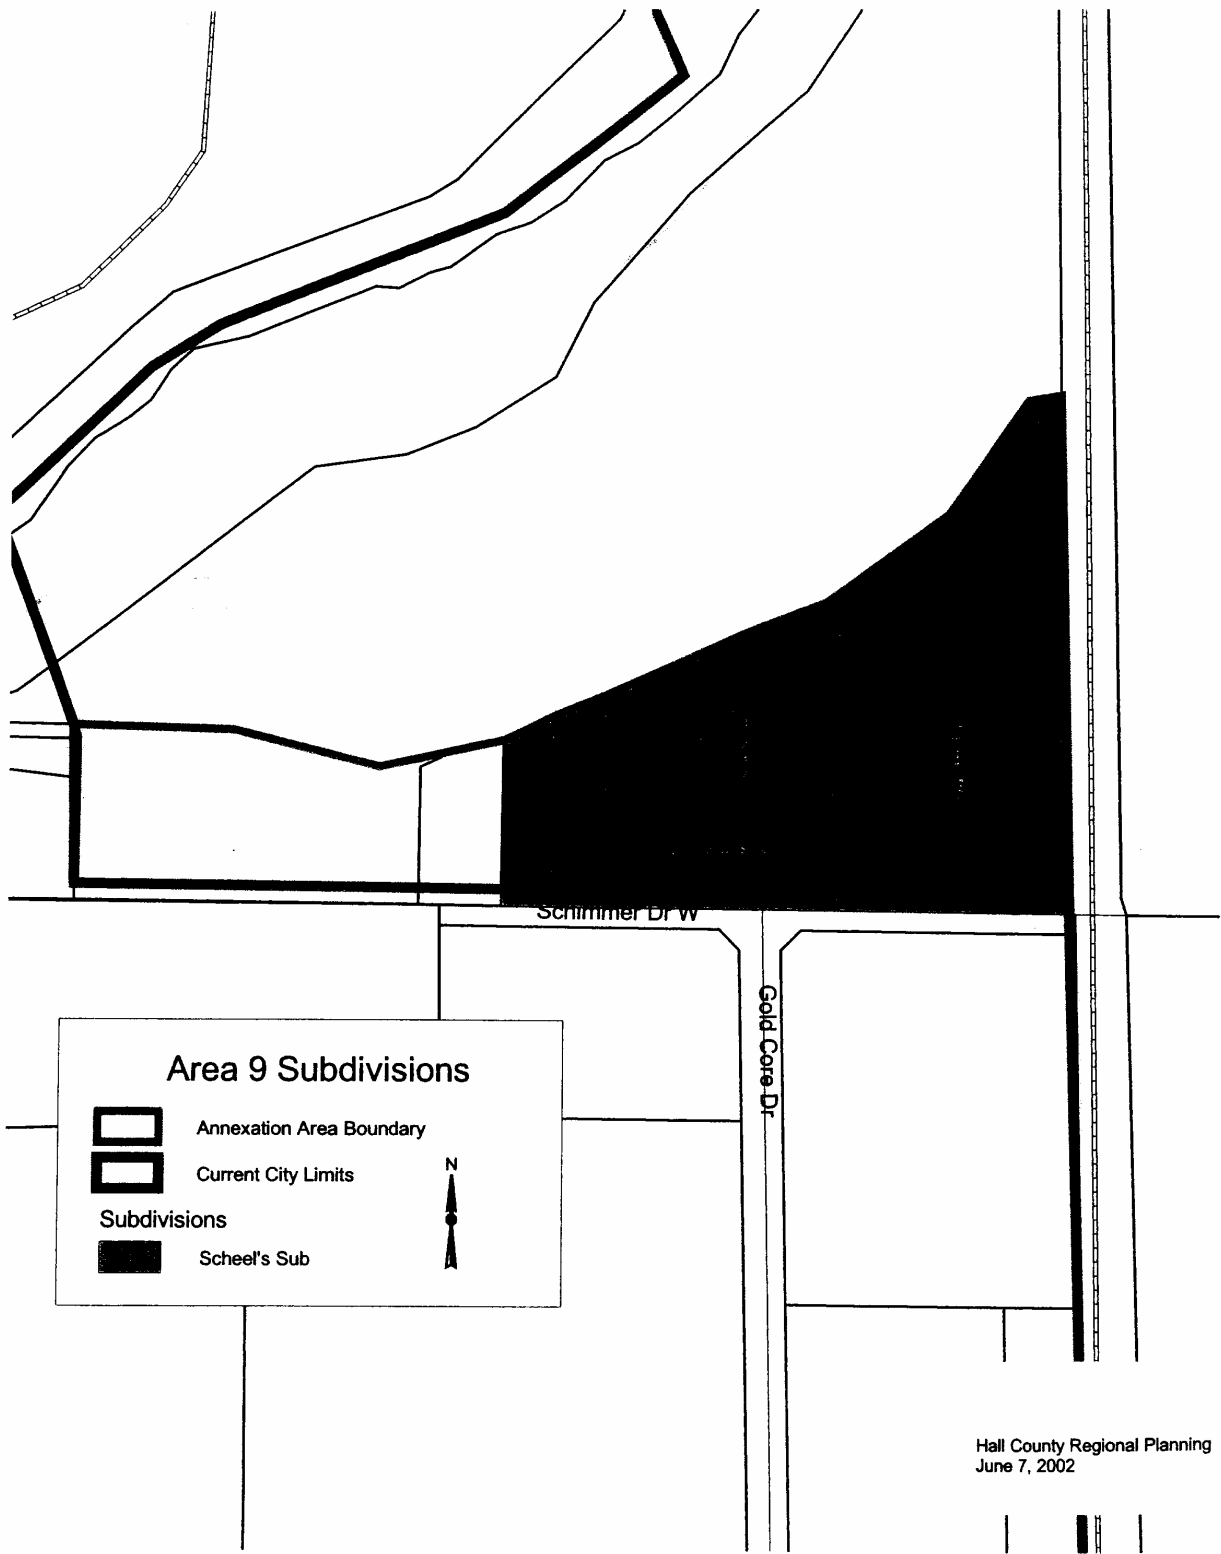 Schimmer Dr W
Gold Core Dr
Area 9 Subdivisions
Annexation Area Boundary
Current City Limits
N
Subdivisions
Scheel's Sub
Hall County Regional Planning
June 7, 2002